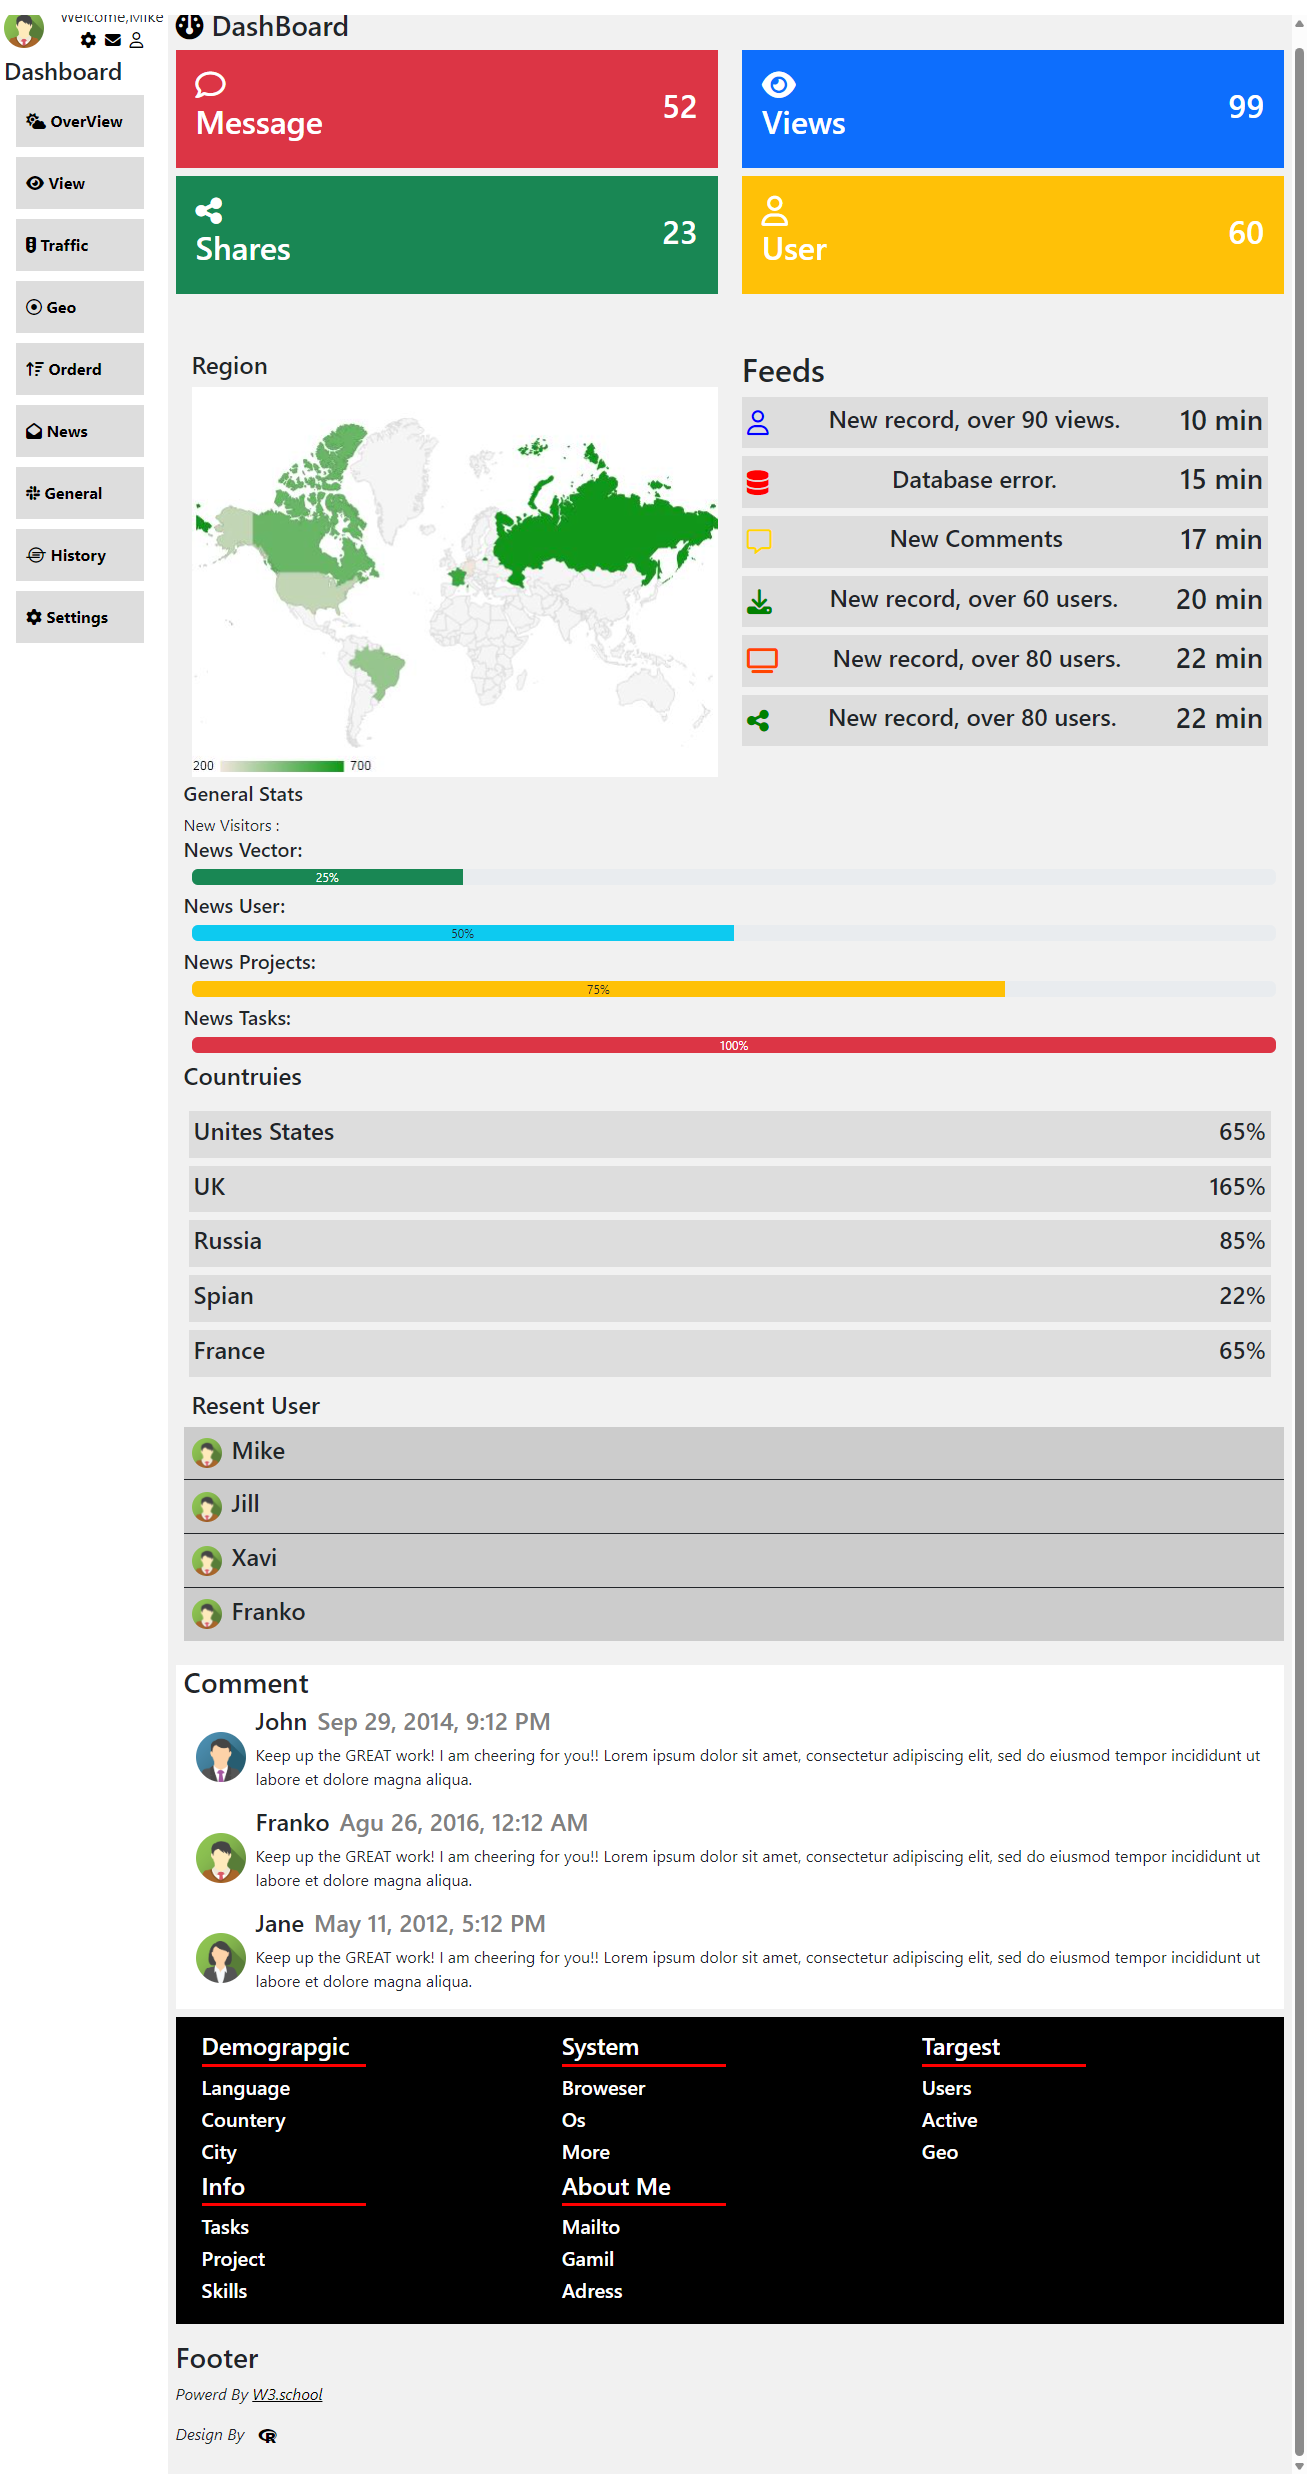 Welcome,Mike
Dashboard
OverView
View
Traffic
Geo
Orderd
News
General
History
Settings
DashBoard
Message
52
Views
99
Shares
23
User
60
Region
200
700
Feeds
New record, over 90 views.
10 min
Database error.
15 min
New Comments
17 min
New record, over 60 users.
20 min
New record, over 80 users.
22 min
New record, over 80 users.
22 min
General Stats
New Visitors :
News Vector:
25%
News User:
50%
News Projects:
75%
News Tasks:
100%
Countruies
Unites States
65%
UK
165%
Russia
85%
Spian
22%
France
65%
Resent User
Mike
Jill
Xavi
Franko
Comment
John Sep 29, 2014, 9:12 PM
Keep up the GREAT work! I am cheering for you!! Lorem ipsum dolor sit amet, consectetur adipiscing elit, sed do eiusmod tempor incididunt ut
labore et dolore magna aliqua.
Franko Agu 26, 2016, 12:12 AM
Keep up the GREAT work! I am cheering for you!! Lorem ipsum dolor sit amet, consectetur adipiscing elit, sed do eiusmod tempor incididunt ut
labore et dolore magna aliqua.
Jane May 11, 2012, 5:12 PM
Keep up the GREAT work! I am cheering for you!! Lorem ipsum dolor sit amet, consectetur adipiscing elit, sed do eiusmod tempor incididunt ut
labore et dolore magna aliqua.
Demograpgic
Language
Countery
City
System
Broweser
Os
More
Targest
Users
Active
Geo
Info
Tasks
Project
Skills
About Me
Mailto
Gamil
Adress
Footer
Powerd By W3.school
Design By R